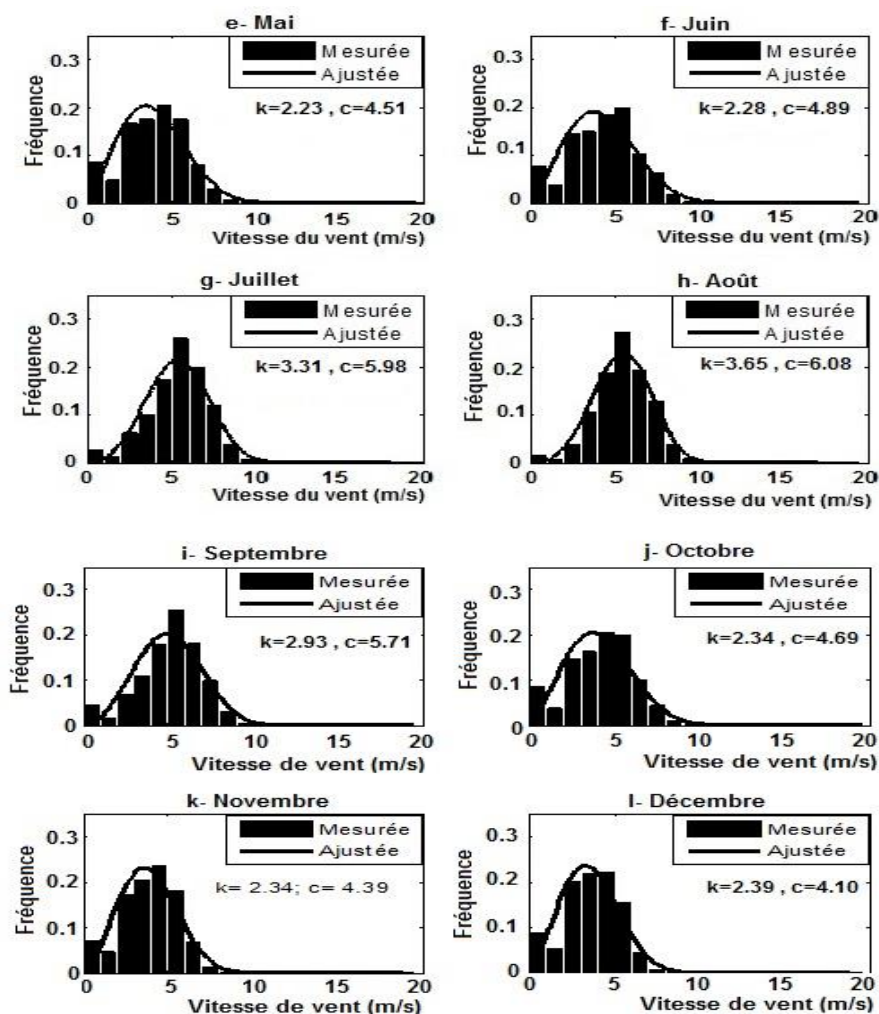 e- Mai
0.3
0.2
0.1
0
Fréquence
Mesurée
Ajustée
k=2.23 , c=4.51
0 5 10 15 20
Vitesse du vent (m/s)
f- Juin
0.3
0.2
0.1
0
Fréquence
Mesurée
Ajustée
k=2.28 , c=4.89
0 5 10 15 20
Vitesse du vent (m/s)
g- Juillet
0.3
0.2
0.1
0
Fréquence
Mesurée
Ajustée
k=3.31 , c=5.98
0 5 10 15 20
Vitesse du vent (m/s)
h- Août
0.3
0.2
0.1
0
Fréquence
Mesurée
Ajustée
k=3.65 , c=6.08
0 5 10 15 20
Vitesse du vent (m/s)
i- Septembre
0.3
0.2
0.1
0
Fréquence
Mesurée
Ajustée
k=2.93 , c=5.71
0 5 10 15 20
Vitesse de vent (m/s)
j- Octobre
0.3
0.2
0.1
0
Fréquence
Mesurée
Ajustée
k=2.34 , c=4.69
0 5 10 15 20
Vitesse de vent (m/s)
k- Novembre
0.3
0.2
0.1
0
Fréquence
Mesurée
Ajustée
k= 2.34; c= 4.39
0 5 10 15 20
Vitesse de vent (m/s)
l- Décembre
0.3
0.2
0.1
0
Fréquence
Mesurée
Ajustée
k=2.39 , c=4.10
0 5 10 15 20
Vitesse de vent (m/s)